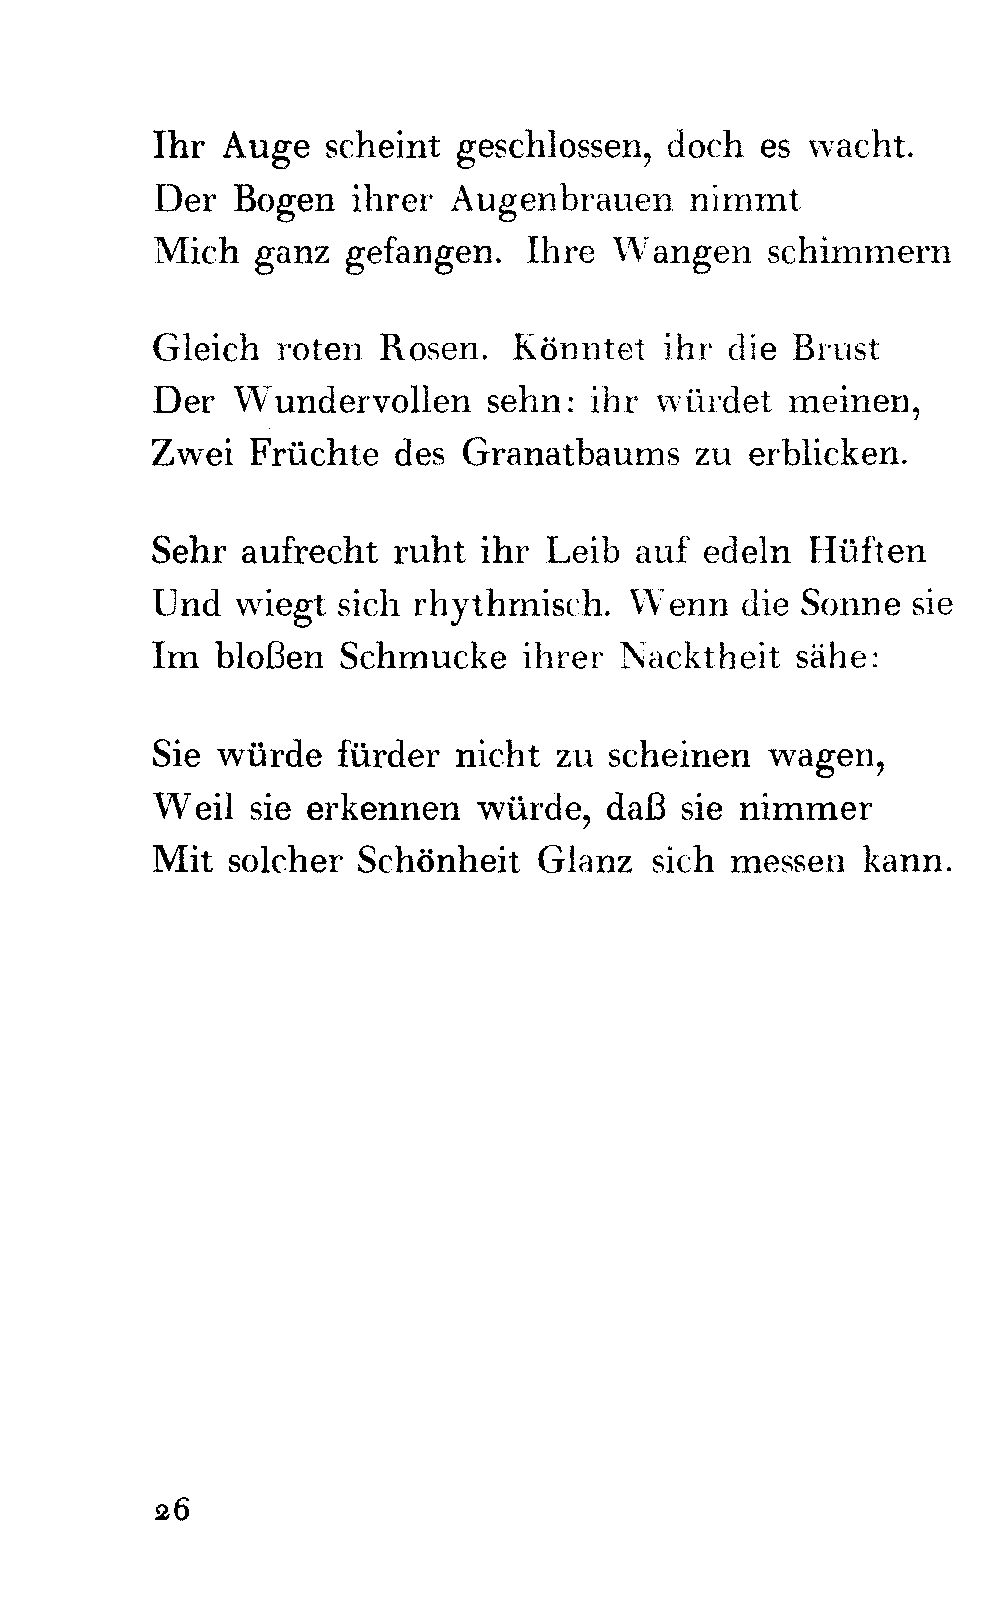 Ihr Auge scheint geschlossen, doch es wacht.
Der Bogen ihrer Augenbrauen nimmt
Mich ganz gefangen. Ihre Wangen schimmern
Gleich roten Rosen. Könntet ihr die Brust
Der Wundervollen sehn: ihr würdet meinen,
Zwei Früchte des Granatbaums zu erblicken.
Sehr aufrecht ruht ihr Leib auf edeln Hüften
Und wiegt sich rhythmisch. Wenn die Sonne sie
Im bloßen Schmucke ihrer Nacktheit sähe:
Sie würde fürder nicht zu scheinen wagen,
Weil sie erkennen würde, daß sie nimmer
Mit solcher Schönheit Glanz sich messen kann.
26